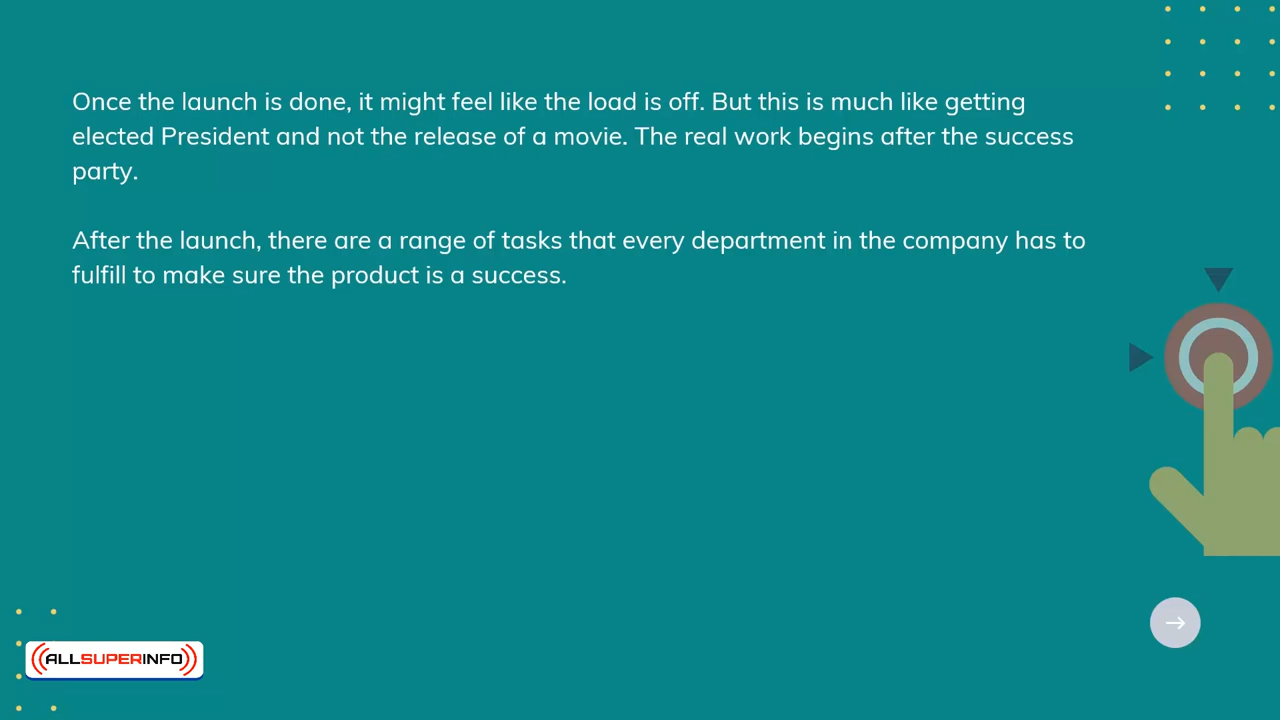 Once the launch is done, it might feel like the load is off. But this is much like getting
elected President and not the release of a movie. The real work begins after the success
party.
After the launch, there are a range of tasks that every department in the company has to
fulfill to make sure the product is a success.
ALLSUPERINFO